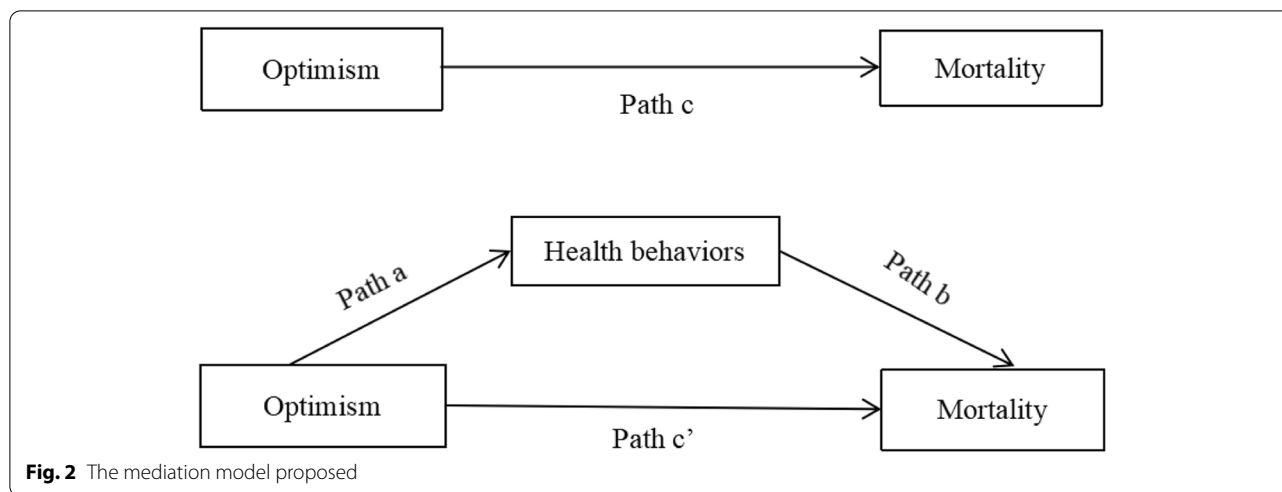 Optimism
Mortality
Path c
Health behaviors
Path a
Path b
Optimism
Mortality
Path c’
Fig. 2 The mediation model proposed